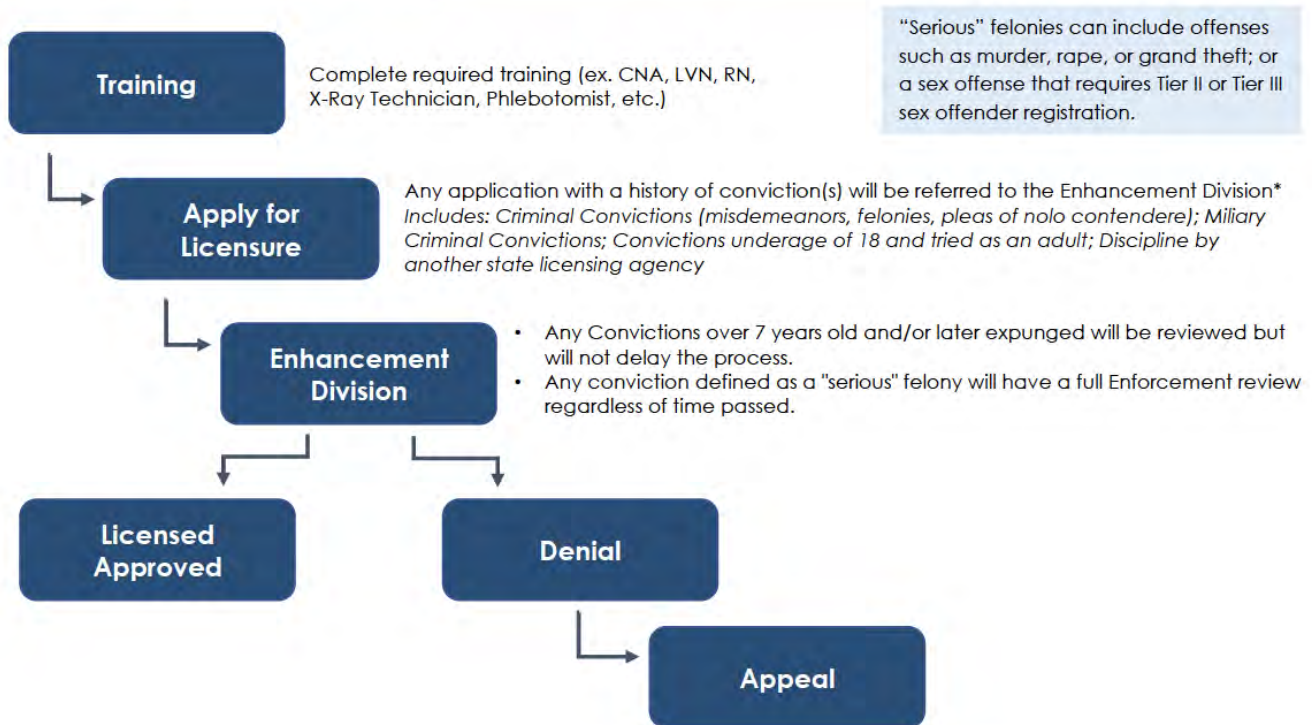 Training
Complete required training (ex. CNA, LVN, RN,
X-Ray Technician, Phlebotomist, etc.)
“Serious” felonies can include offenses
such as murder, rape, or grand theft; or
a sex offense that requires Tier II or Tier III
sex offender registration.
Apply for
Licensure
Any application with a history of conviction(s) will be referred to the Enhancement Division*
Includes: Criminal Convictions (misdemeanors, felonies, pleas of nolo contendere); Miliary
Criminal Convictions; Convictions underage of 18 and tried as an adult; Discipline by
another state licensing agency
Enhancement
Division
• Any Convictions over 7 years old and/or later expunged will be reviewed but
will not delay the process.
• Any conviction defined as a "serious" felony will have a full Enforcement review
regardless of time passed.
Licensed
Approved
Denial
Appeal